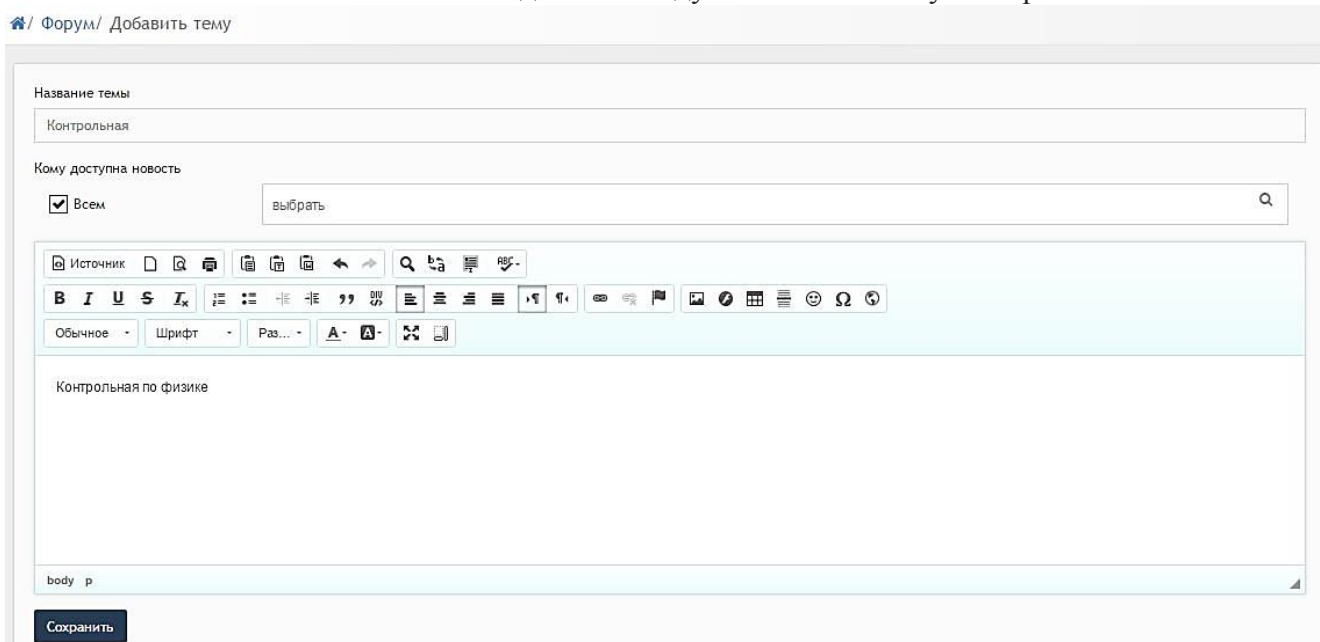 / Форум/ Добавить тему
Название темы
Контрольная
Кому доступна новость
Всем
выбрать
Источник
Обычное
Шрифт
Раз...
Контрольная по физике
body p
Сохранить